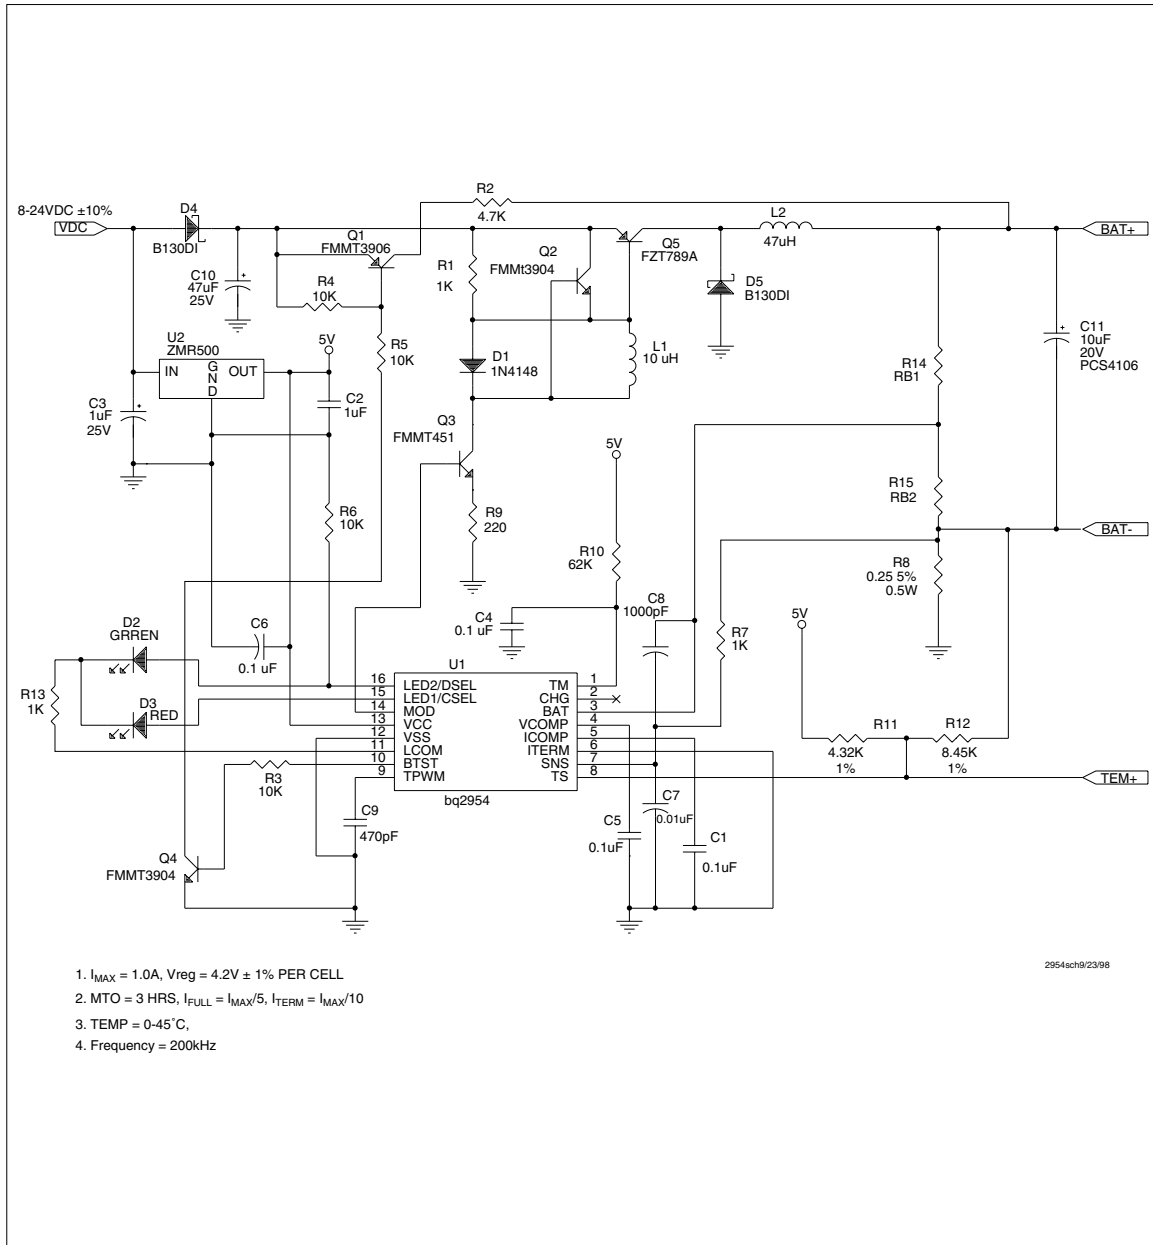 8-24VDC ±10%
VDC
D4
B130DI
C10
47uF
25V
Q1
FMMT3906
R4
10K
R5
10K
R2
4.7K
R1
1K
Q2
FMMt3904
Q5
FZT789A
L2
47uH
D5
B130DI
BAT+
U2
ZMR500
IN
GND
OUT
5V
C3
1uF
25V
C2
1uF
D1
1N4148
L1
10 uH
C11
10uF
20V
PCS4106
R14
RB1
Q3
FMMT451
5V
R15
RB2
R6
10K
R9
220
R10
62K
BAT-
R8
0.25 5%
0.5W
C8
1000pF
C4
0.1 uF
R7
1K
5V
D2
GRREN
C6
0.1 uF
R13
1K
D3
RED
U1
16 LED2/DSEL TM 1
15 LED1/CSEL CHG 2
14 MOD BAT 3
13 VCC VCOMP 4
12 VSS ICOMP 5
11 LCOM ITERM 6
10 BTST SNS 7
9 TPWM TS 8
bq2954
R11
4.32K
1%
R12
8.45K
1%
TEM+
R3
10K
C9
470pF
C7
0.01uF
C5
0.1uF
C1
0.1uF
Q4
FMMT3904
2954sch9/23/98
1. IMAX = 1.0A, Vreg = 4.2V ± 1% PER CELL
2. MTO = 3 HRS, IFULL = IMAX/5, ITERM = IMAX/10
3. TEMP = 0-45˚C,
4. Frequency = 200kHz